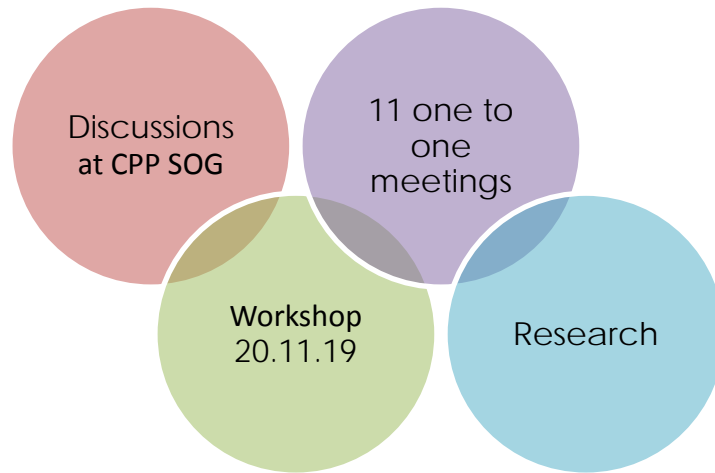 Discussions
at CPP SOG
11 one to
one
meetings
Workshop
20.11.19
Research